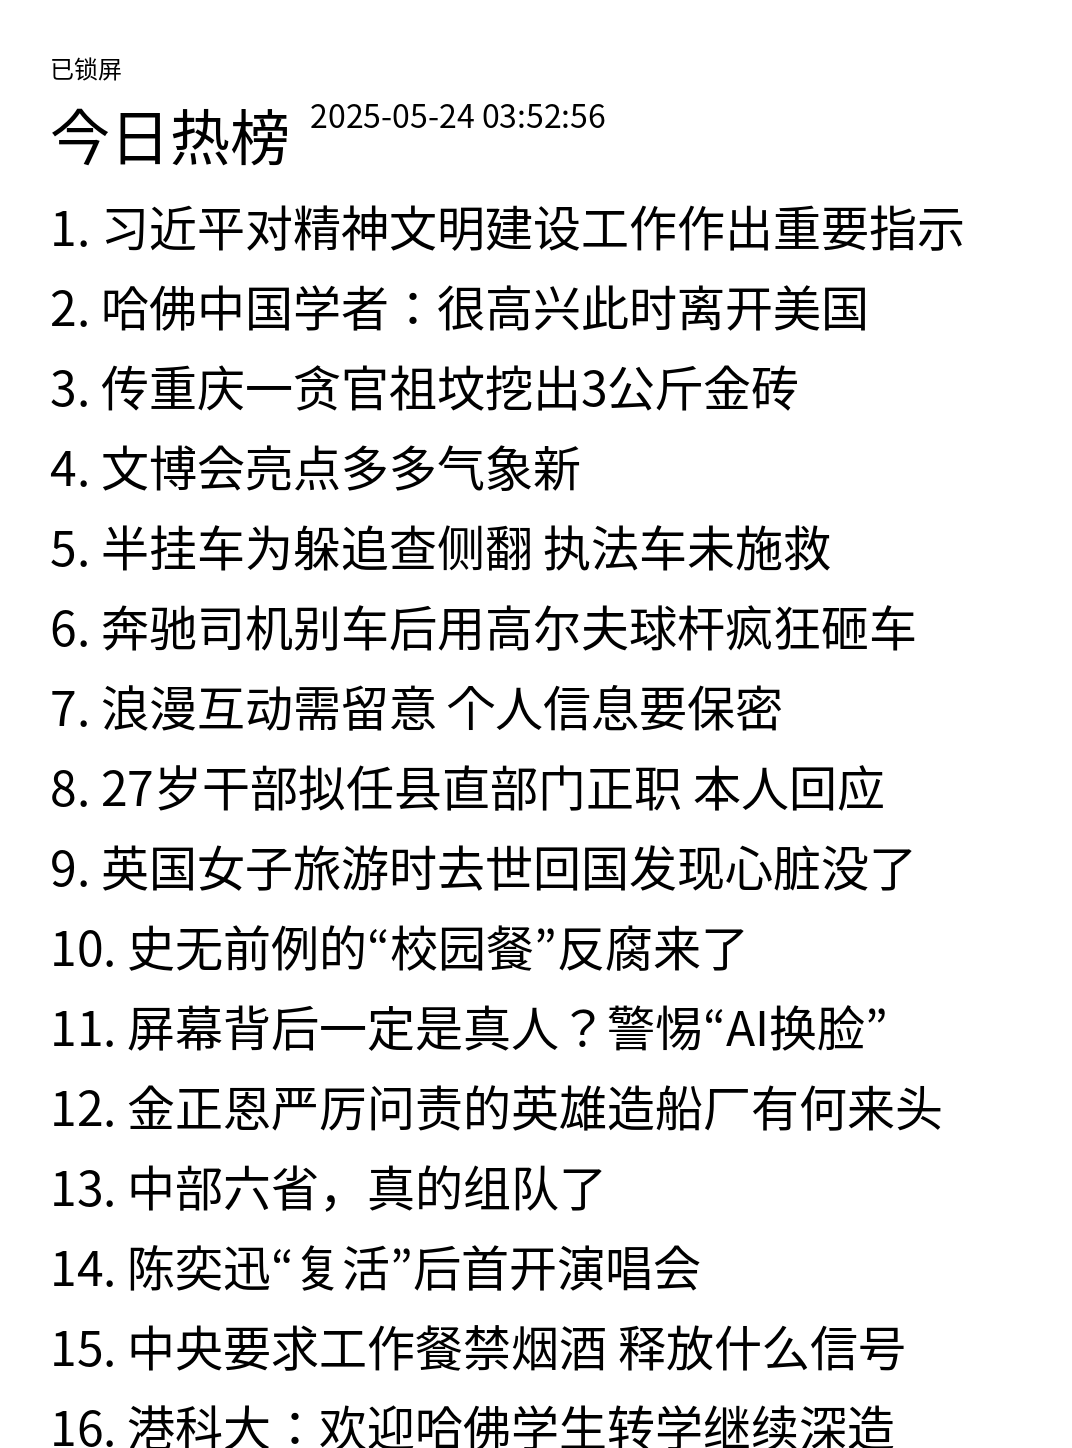 已锁屏
今日热榜 2025-05-24 03:52:56
1. 习近平对精神文明建设工作作出重要指示
2. 哈佛中国学者：很高兴此时离开美国
3. 传重庆一贪官祖坟挖出3公斤金砖
4. 文博会亮点多多气象新
5. 半挂车为躲追查侧翻 执法车未施救
6. 奔驰司机别车后用高尔夫球杆疯狂砸车
7. 浪漫互动需留意 个人信息要保密
8. 27岁干部拟任县直部门正职 本人回应
9. 英国女子旅游时去世回国发现心脏没了
10. 史无前例的“校园餐”反腐来了
11. 屏幕背后一定是真人？警惕“AI换脸”
12. 金正恩严厉问责的英雄造船厂有何来头
13. 中部六省，真的组队了
14. 陈奕迅“复活”后首开演唱会
15. 中央要求工作餐禁烟酒 释放什么信号
16. 港科大：欢迎哈佛学生转学继续深造